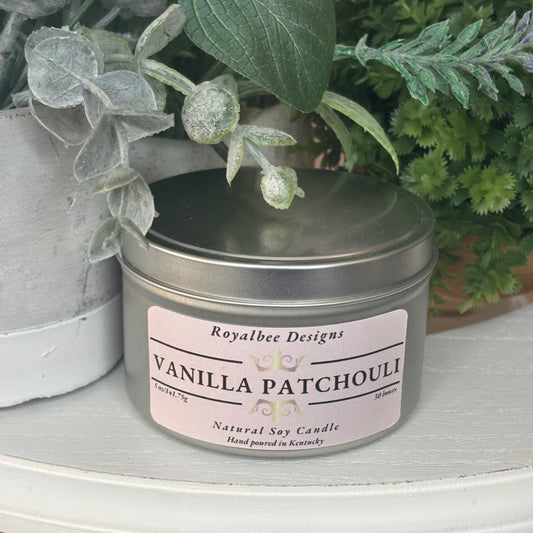 Royalbee Designs
VANILLA PATCHOULI
5 oz/141.75g 30 hours
Natural Soy Candle
Hand poured in Kentucky